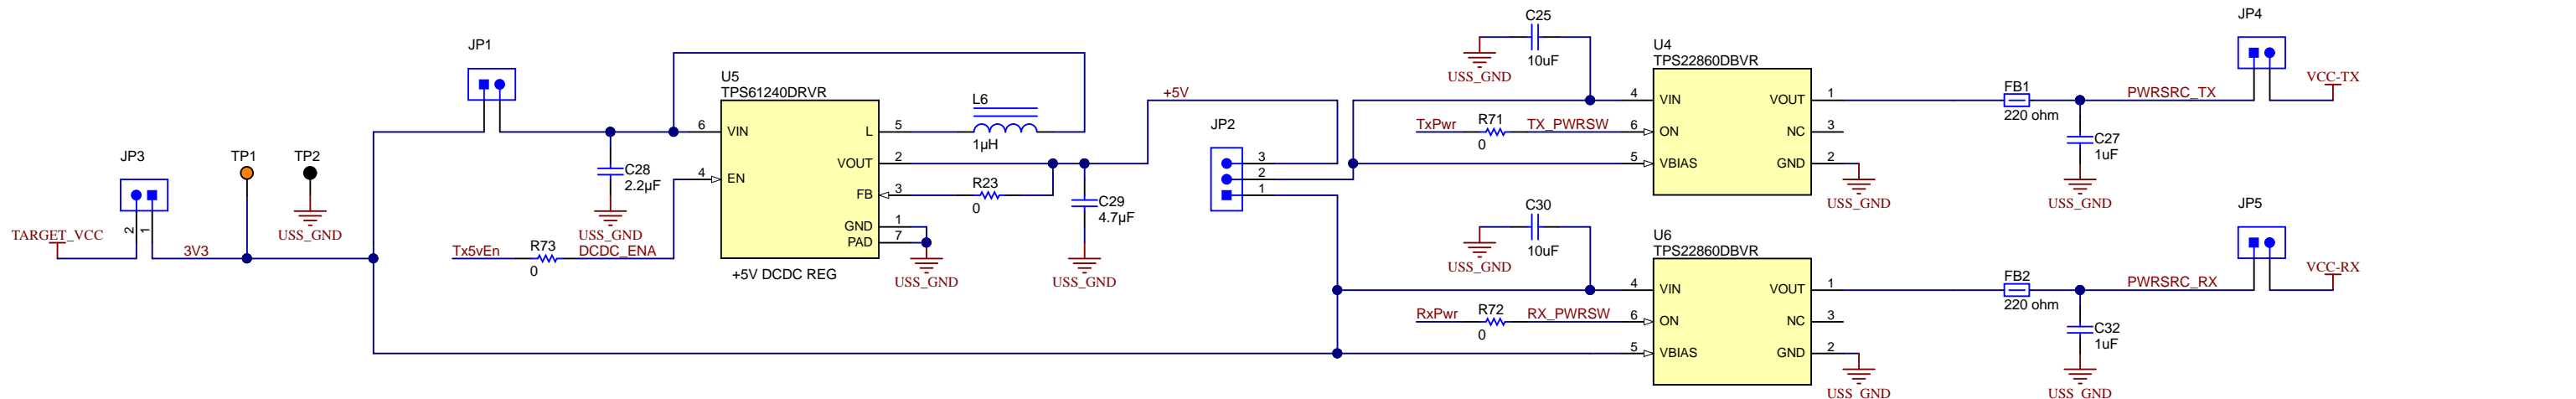 JP3
2
1
TARGET_VCC
3V3
TP1
TP2
USS_GND
JP1
C28
2.2µF
USS_GND
Tx5vEn
R73
0
DCDC_ENA
U5
TPS61240DRVR
6
VIN
4
EN
L
5
VOUT
2
FB
3
GND
1
PAD
7
+5V DCDC REG
USS_GND
L6
1µH
R23
0
C29
4.7µF
USS_GND
+5V
JP2
3
2
1
C25
10uF
USS_GND
TxPwr
R71
0
TX_PWRSW
U4
TPS22860DBVR
4
VIN
6
ON
5
VBIAS
VOUT
1
NC
3
GND
2
USS_GND
FB1
220 ohm
C27
1uF
USS_GND
PWRSRC_TX
JP4
VCC-TX
C30
10uF
USS_GND
RxPwr
R72
0
RX_PWRSW
U6
TPS22860DBVR
4
VIN
6
ON
5
VBIAS
VOUT
1
NC
3
GND
2
USS_GND
FB2
220 ohm
C32
1uF
USS_GND
PWRSRC_RX
JP5
VCC-RX